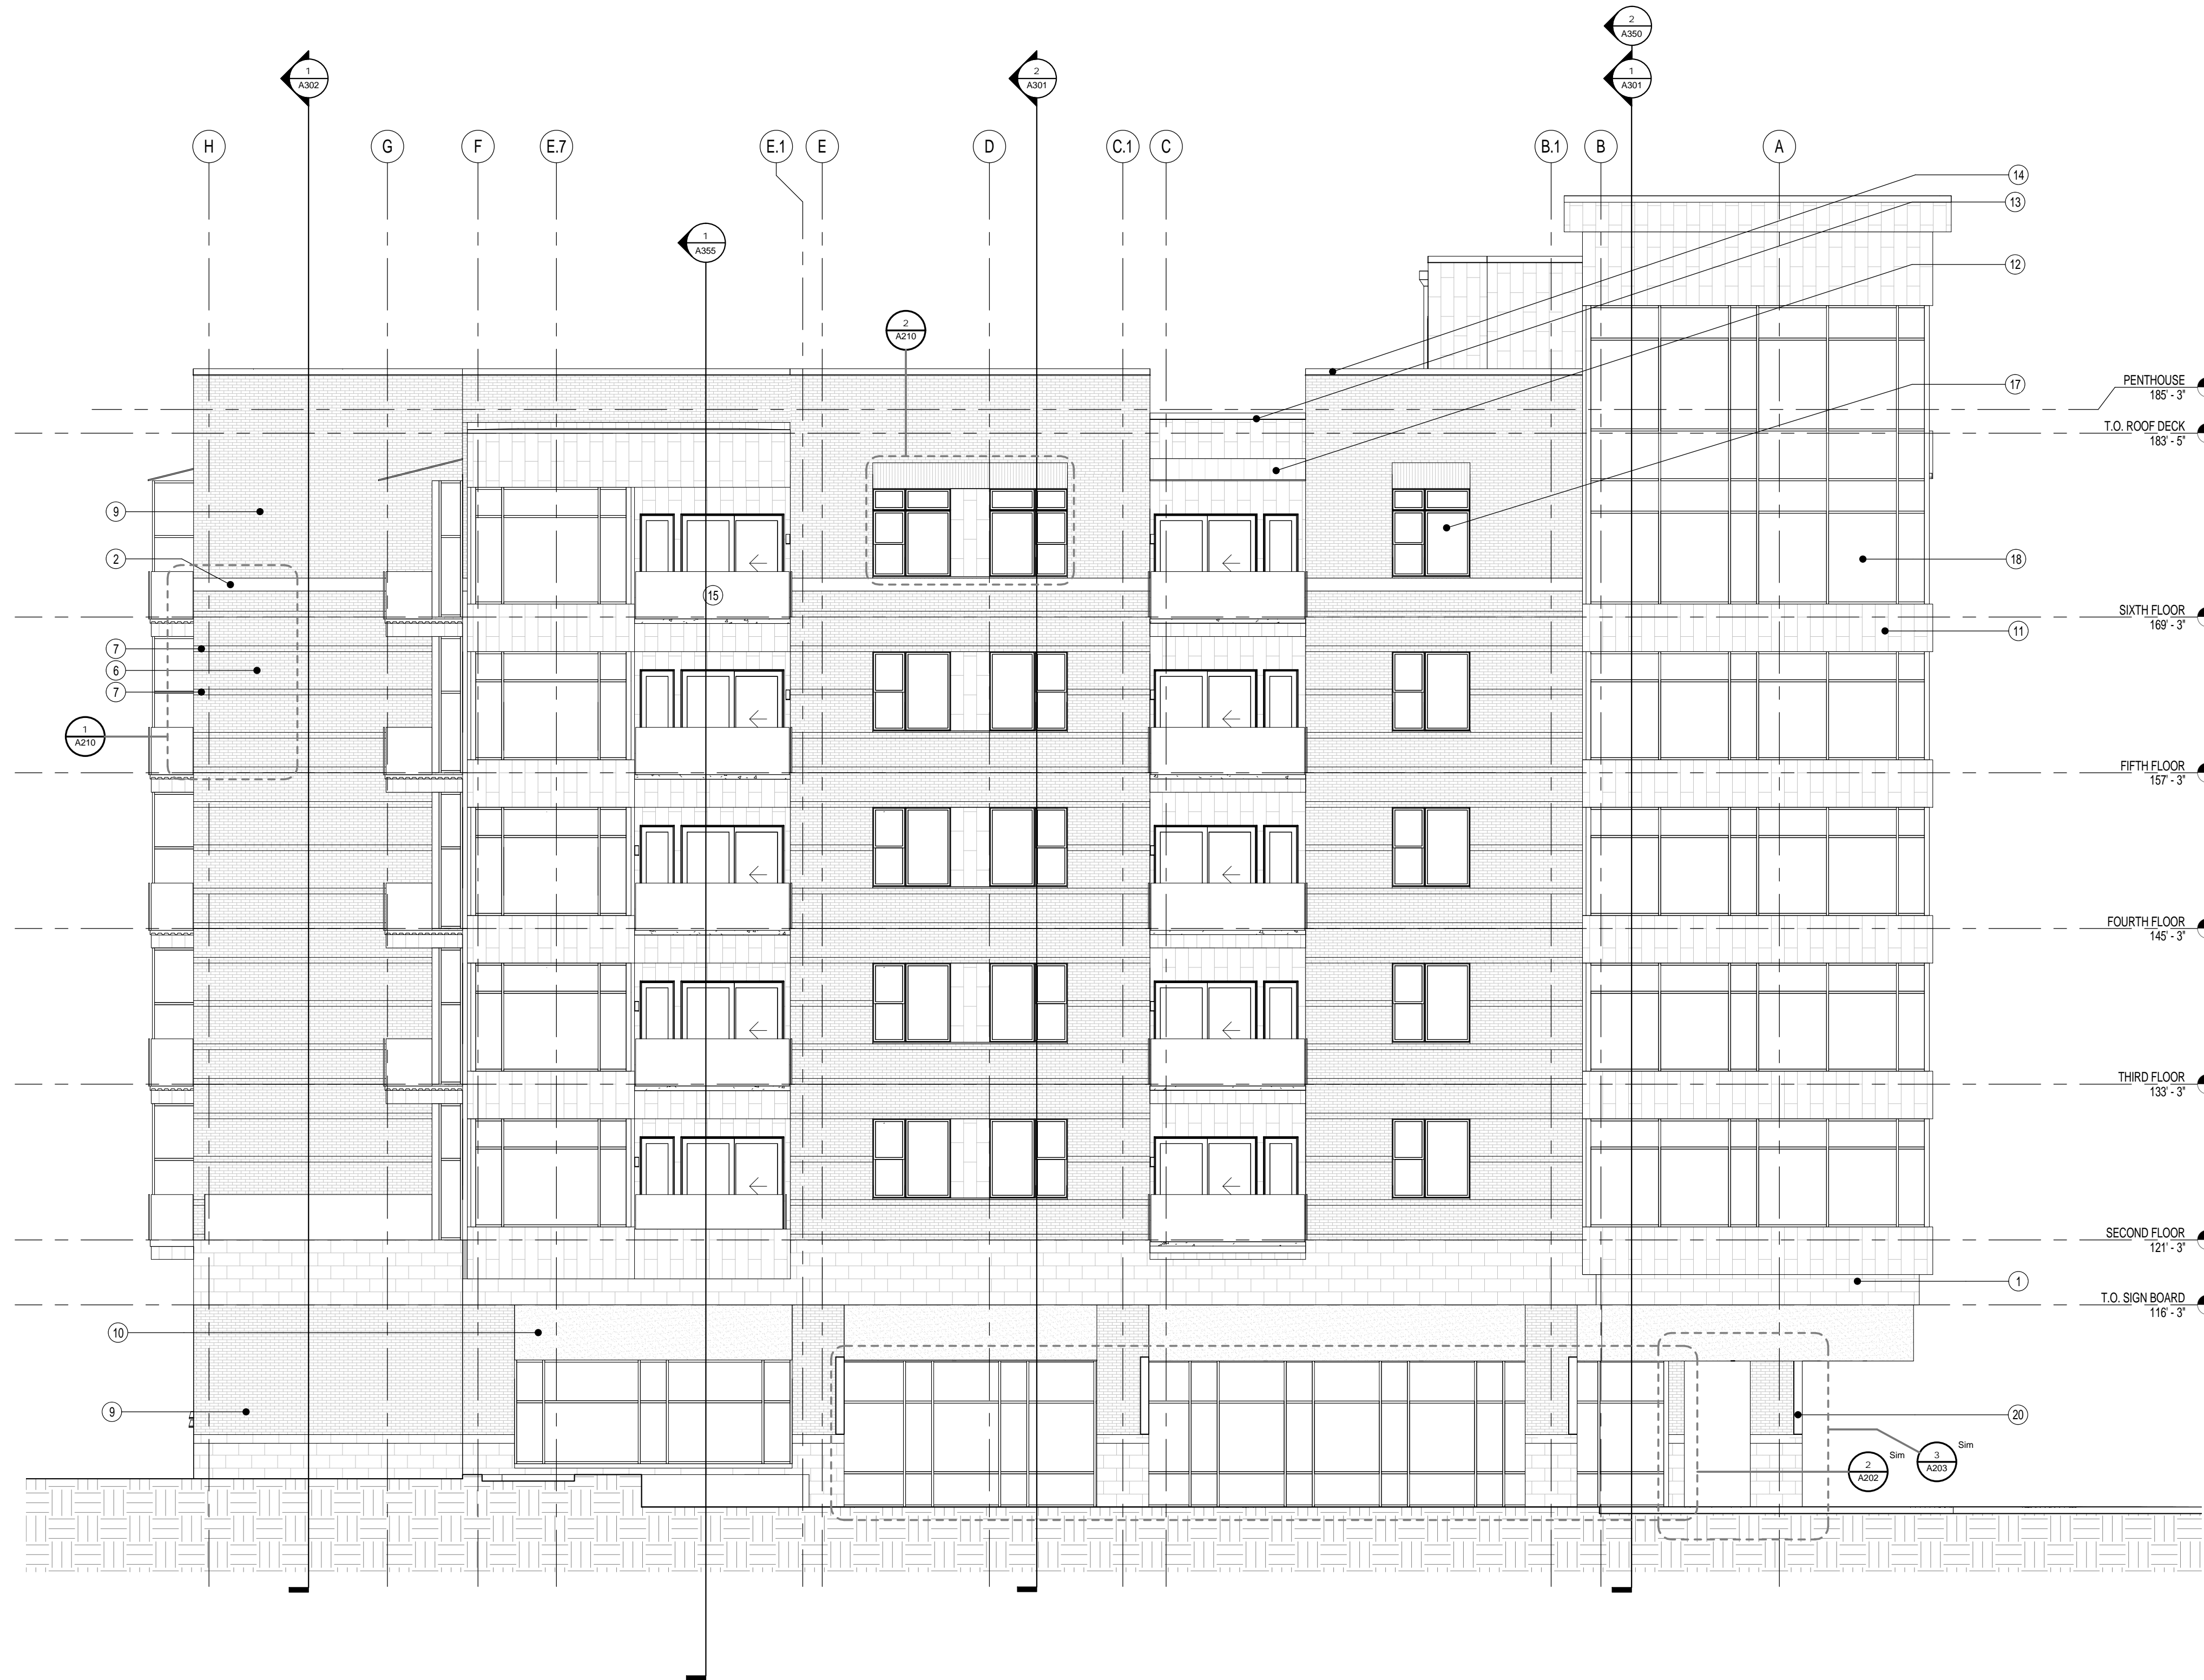 2
A350
1
A302
2
A301
1
A301
H
G
F
E.7
E.1
E
D
C.1
C
B.1
B
A
14
13
1
A355
12
2
A210
17
PENTHOUSE
185' - 3"
T.O. ROOF DECK
183' - 5"
9
2
18
15
SIXTH FLOOR
169' - 3"
11
7
6
7
1
A210
FIFTH FLOOR
157' - 3"
FOURTH FLOOR
145' - 3"
THIRD FLOOR
133' - 3"
SECOND FLOOR
121' - 3"
1
T.O. SIGN BOARD
116' - 3"
10
9
20
Sim
3
A203
Sim
2
A202